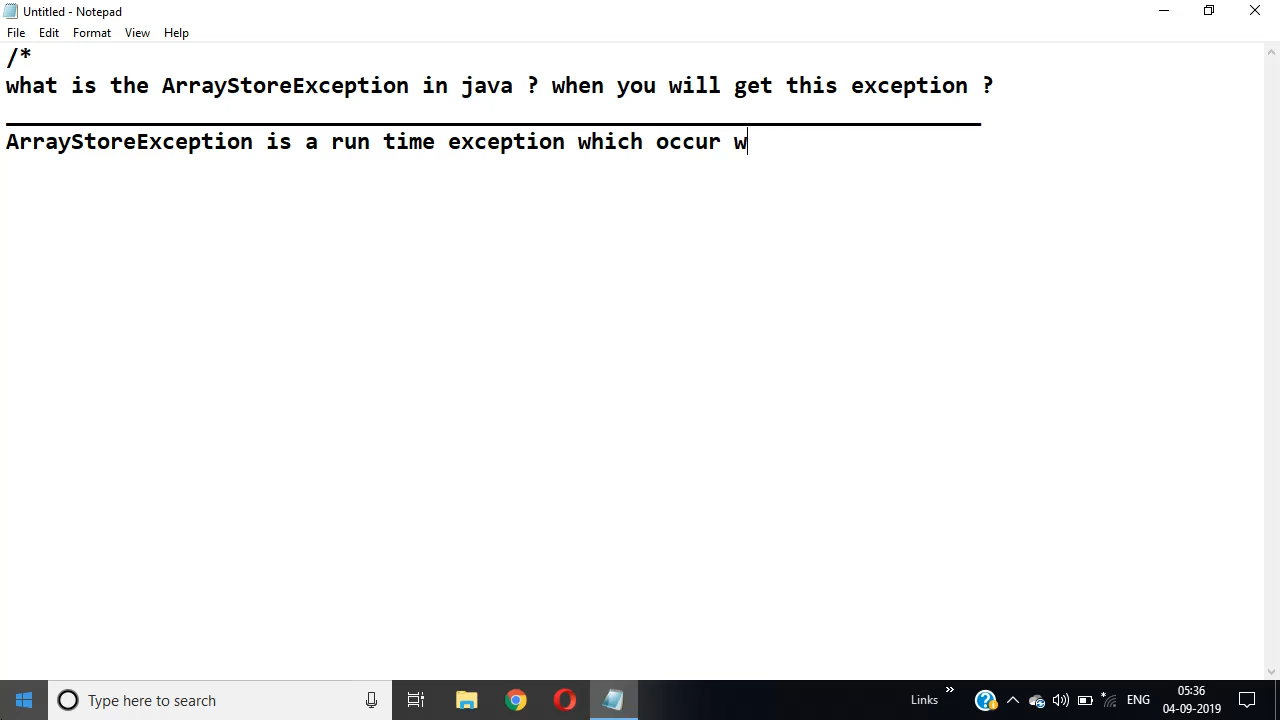 Untitled - Notepad
File Edit Format View Help
/*
what is the ArrayStoreException in java ? when you will get this exception ?
ArrayStoreException is a run time exception which occur w
Type here to search
Links
ENG
05:36
04-09-2019